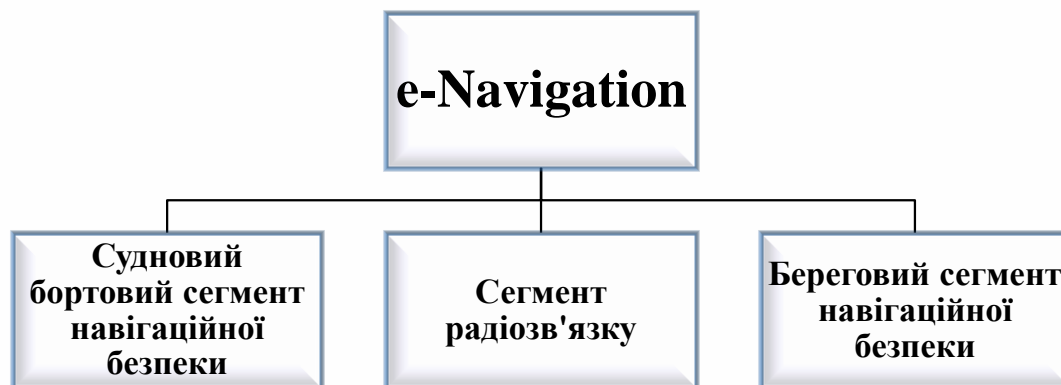 e-Navigation
Судновий
бортовий сегмент
навігаційної
безпеки
Сегмент
радіозв'язку
Береговий сегмент
навігаційної
безпеки